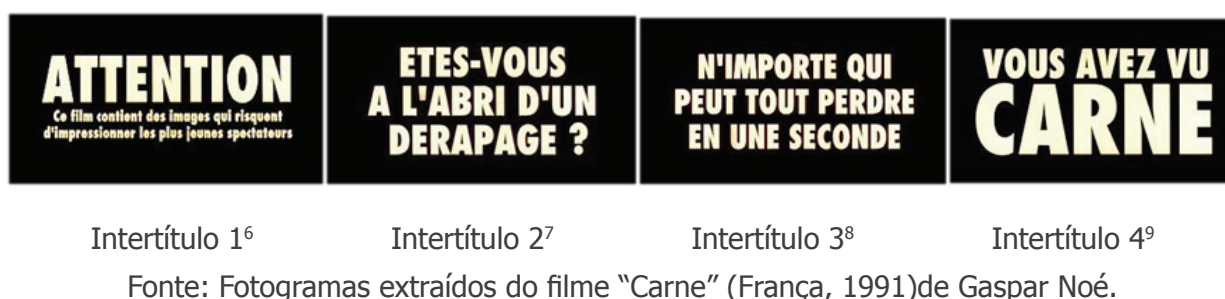 ATTENTION
Ce film contient des images qui risquent
d'impressionner les plus jeunes spectateurs
ETES-VOUS
A L'ABRI D'UN
DERAPAGE ?
N'IMPORTE QUI
PEUT TOUT PERDRE
EN UNE SECONDE
VOUS AVEZ VU
CARNE
Intertítulo 1⁶
Intertítulo 2⁷
Intertítulo 3⁸
Intertítulo 4⁹
Fonte: Fotogramas extraídos do filme “Carne” (França, 1991)de Gaspar Noé.